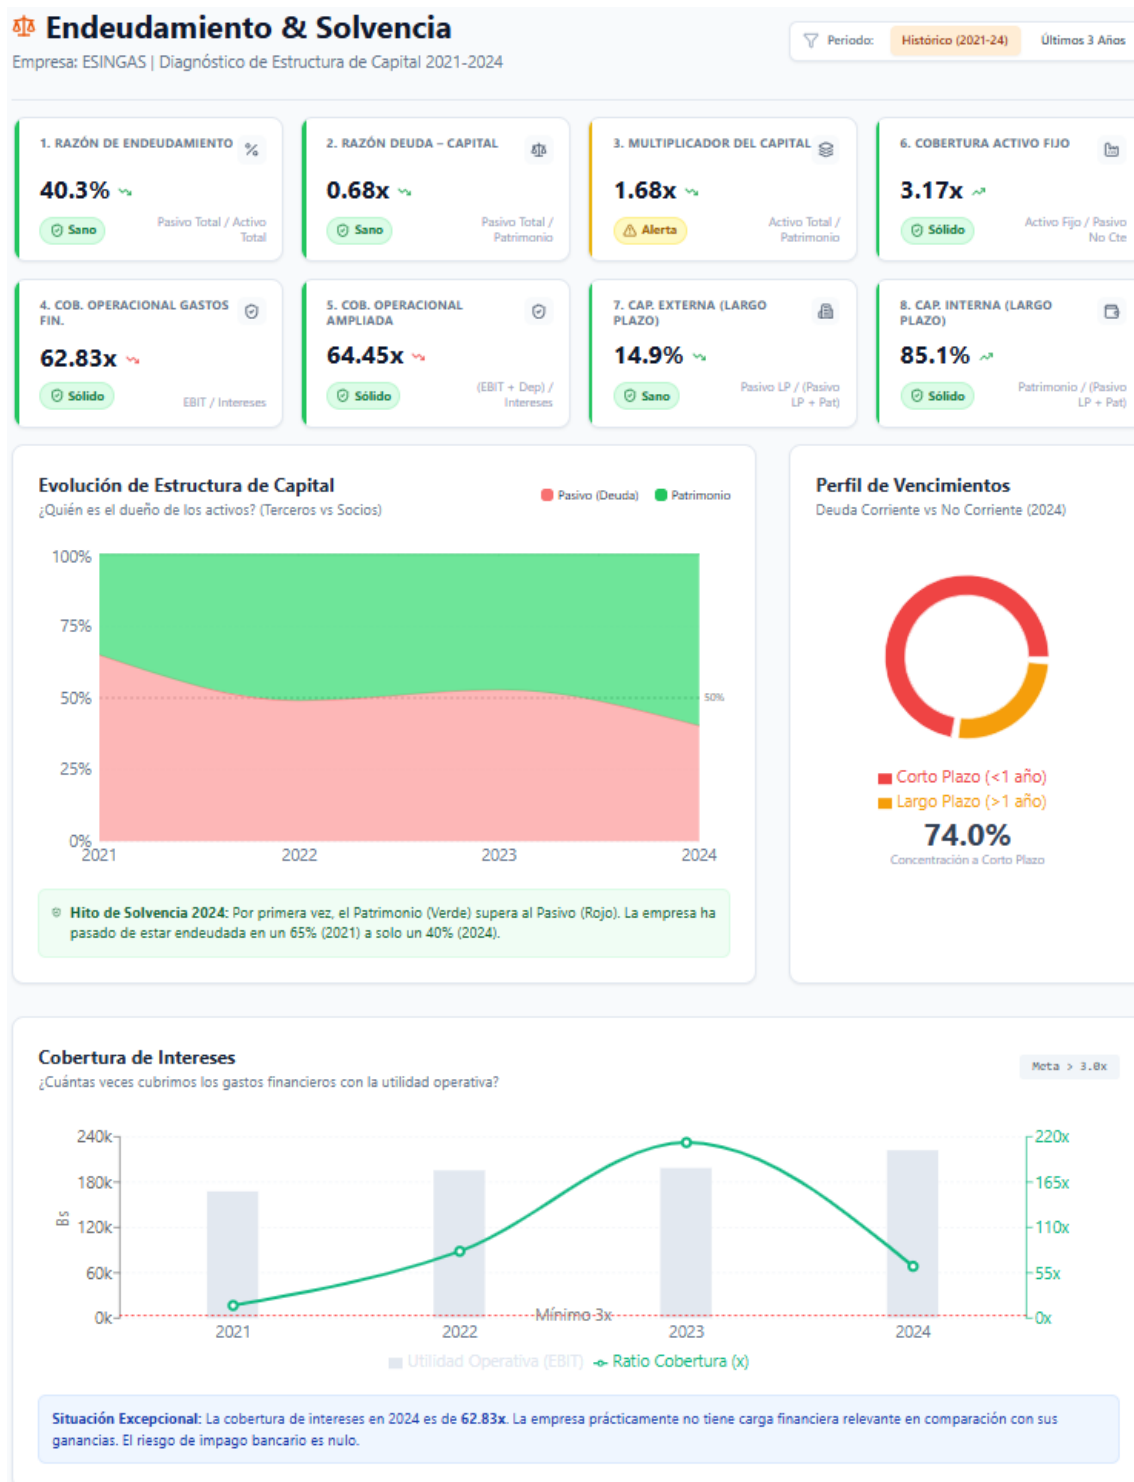 Endeudamiento & Solvencia
Empresa: ESINGAS | Diagnóstico de Estructura de Capital 2021-2024
Periodo:
Histórico (2021-24)
Últimos 3 Años
1. RAZÓN DE ENDEUDAMIENTO
40.3%
Sano
Pasivo Total / Activo
Total
2. RAZÓN DEUDA – CAPITAL
0.68x
Sano
Pasivo Total /
Patrimonio
3. MULTIPLICADOR DEL CAPITAL
1.68x
Alerta
Activo Total /
Patrimonio
6. COBERTURA ACTIVO FIJO
3.17x
Sólido
Activo Fijo / Pasivo
No Cte
4. COB. OPERACIONAL GASTOS
FIN.
62.83x
Sólido
EBIT / Intereses
5. COB. OPERACIONAL
AMPLIADA
64.45x
Sólido
(EBIT + Dep) /
Intereses
7. CAP. EXTERNA (LARGO
PLAZO)
14.9%
Sano
Pasivo LP / (Pasivo
LP + Pat)
8. CAP. INTERNA (LARGO
PLAZO)
85.1%
Sólido
Patrimonio / (Pasivo
LP + Pat)
Evolución de Estructura de Capital
¿Quién es el dueño de los activos? (Terceros vs Socios)
Pasivo (Deuda)
Patrimonio
100%
75%
50%
25%
0%
50%
2021
2022
2023
2024
Hito de Solvencia 2024: Por primera vez, el Patrimonio (Verde) supera al Pasivo (Rojo). La empresa ha
pasado de estar endeudada en un 65% (2021) a solo un 40% (2024).
Perfil de Vencimientos
Deuda Corriente vs No Corriente (2024)
Corto Plazo (<1 año)
Largo Plazo (>1 año)
74.0%
Concentración a Corto Plazo
Cobertura de Intereses
¿Cuántas veces cubrimos los gastos financieros con la utilidad operativa?
Meta > 3.0x
240k
180k
120k
60k
0k
Bs
220x
165x
110x
55x
0x
Mínimo 3x
2021
2022
2023
2024
Utilidad Operativa (EBIT)
Ratio Cobertura (x)
Situación Excepcional: La cobertura de intereses en 2024 es de 62.83x. La empresa prácticamente no tiene carga financiera relevante en comparación con sus
ganancias. El riesgo de impago bancario es nulo.